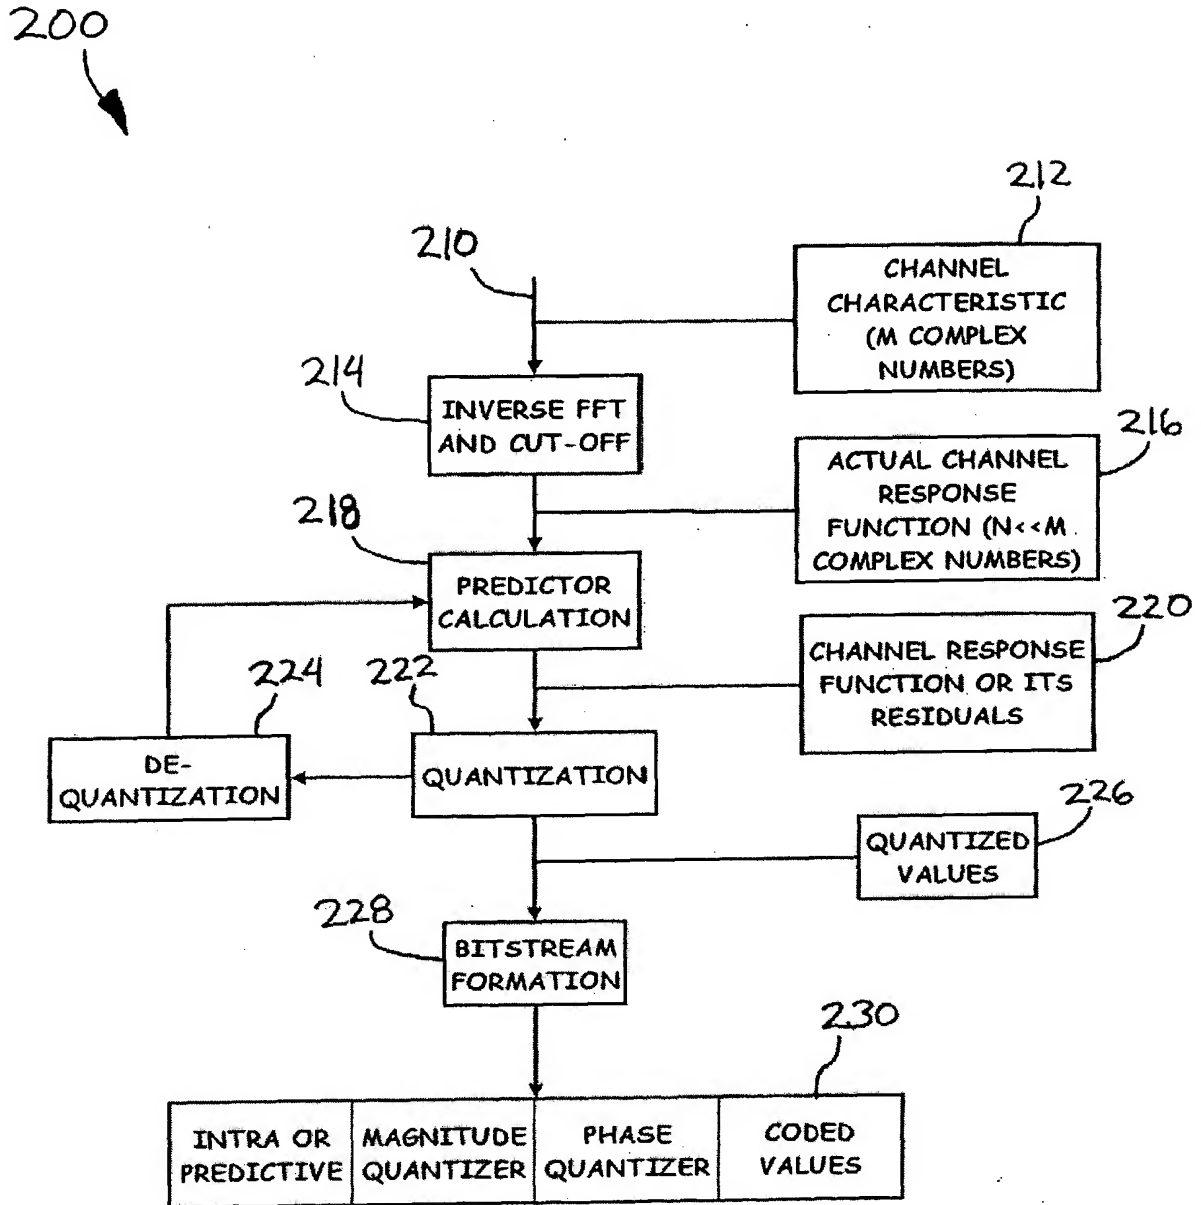 200
212
210
CHANNEL
CHARACTERISTIC
(M COMPLEX
NUMBERS)
214
INVERSE FFT
AND CUT-OFF
216
ACTUAL CHANNEL
RESPONSE
FUNCTION (N<<M
COMPLEX NUMBERS)
218
PREDICTOR
CALCULATION
220
CHANNEL RESPONSE
FUNCTION OR ITS
RESIDUALS
224
222
DE-
QUANTIZATION
QUANTIZATION
226
QUANTIZED
VALUES
228
BITSTREAM
FORMATION
230
INTRA OR
PREDICTIVE
MAGNITUDE
QUANTIZER
PHASE
QUANTIZER
CODED
VALUES